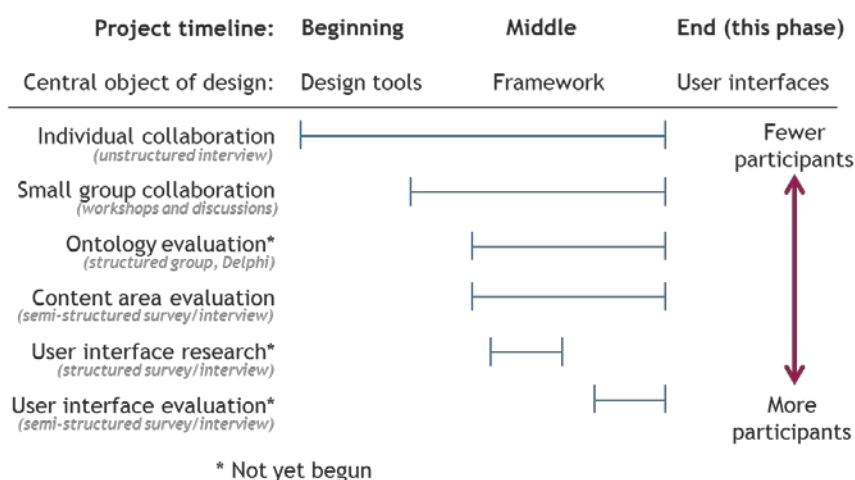 Project timeline: Beginning Middle End (this phase)
Central object of design: Design tools Framework User interfaces
Individual collaboration
(unstructured interview)
Fewer
participants
Small group collaboration
(workshops and discussions)
Ontology evaluation*
(structured group, Delphi)
Content area evaluation
(semi-structured survey/interview)
User interface research*
(structured survey/interview)
User interface evaluation*
(semi-structured survey/interview)
More
participants
* Not yet begun